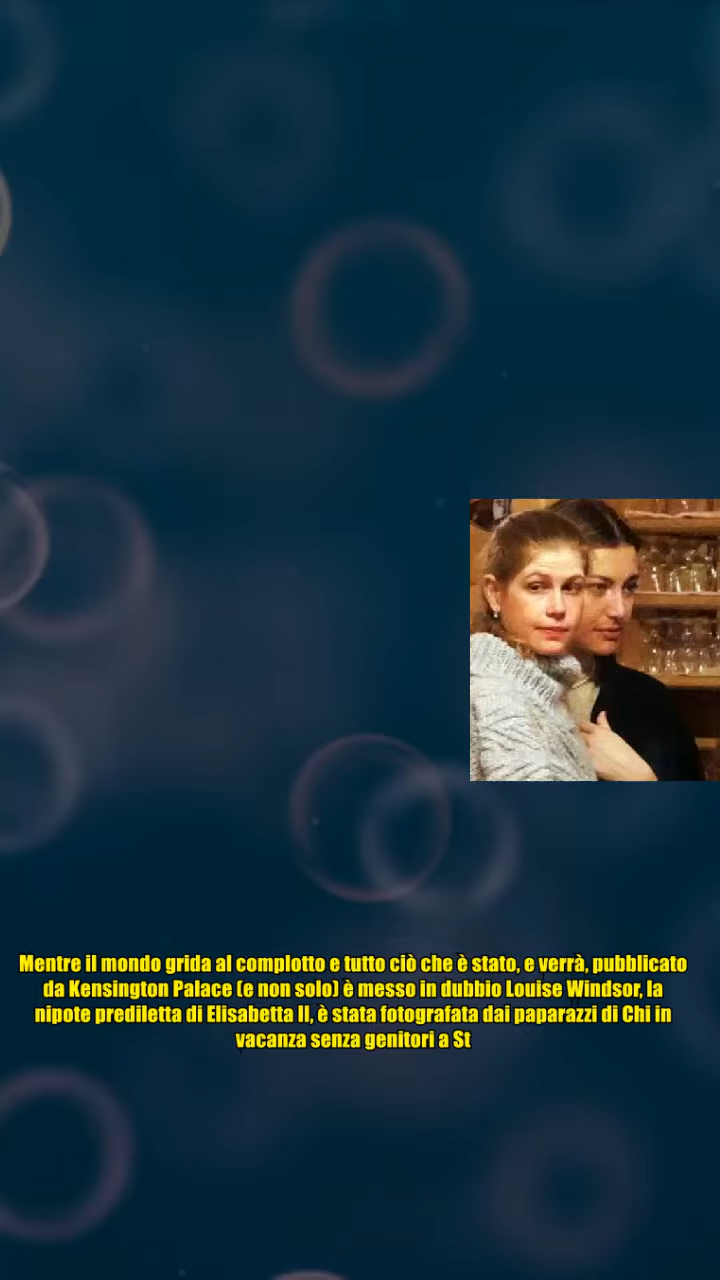 Mentre il mondo grida al complotto e tutto ciò che è stato, e verrà, pubblicato
da Kensington Palace (e non solo) è messo in dubbio Louise Windsor, la
nipote prediletta di Elisabetta II, è stata fotografata dai paparazzi di Chi in
vacanza senza genitori a St